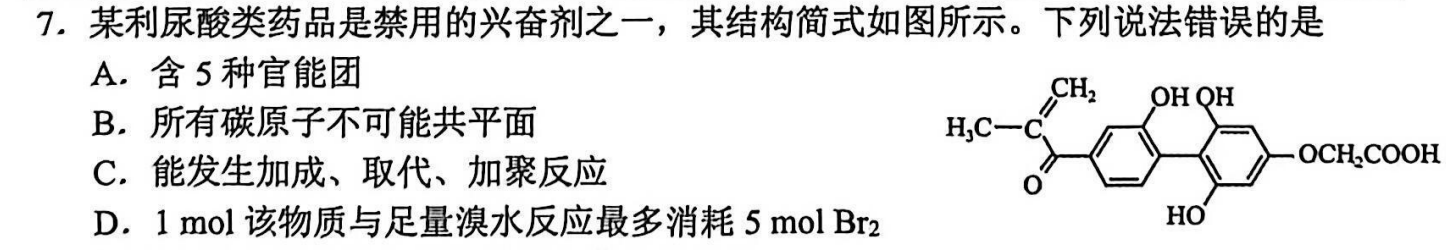 7. 某利尿酸类药品是禁用的兴奋剂之一，其结构简式如图所示。下列说法错误的是
A. 含 5 种官能团
B. 所有碳原子不可能共平面
C. 能发生加成、取代、加聚反应
D. 1 mol 该物质与足量溴水反应最多消耗 5 mol Br₂
CH₂
OH OH
H₃C—C
OCH₂COOH
O
HO